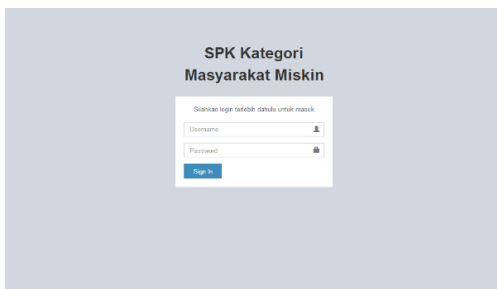 SPK Kategori
Masyarakat Miskin
Silahkan login terlebih dahulu untuk masuk
Username
Password
Sign In